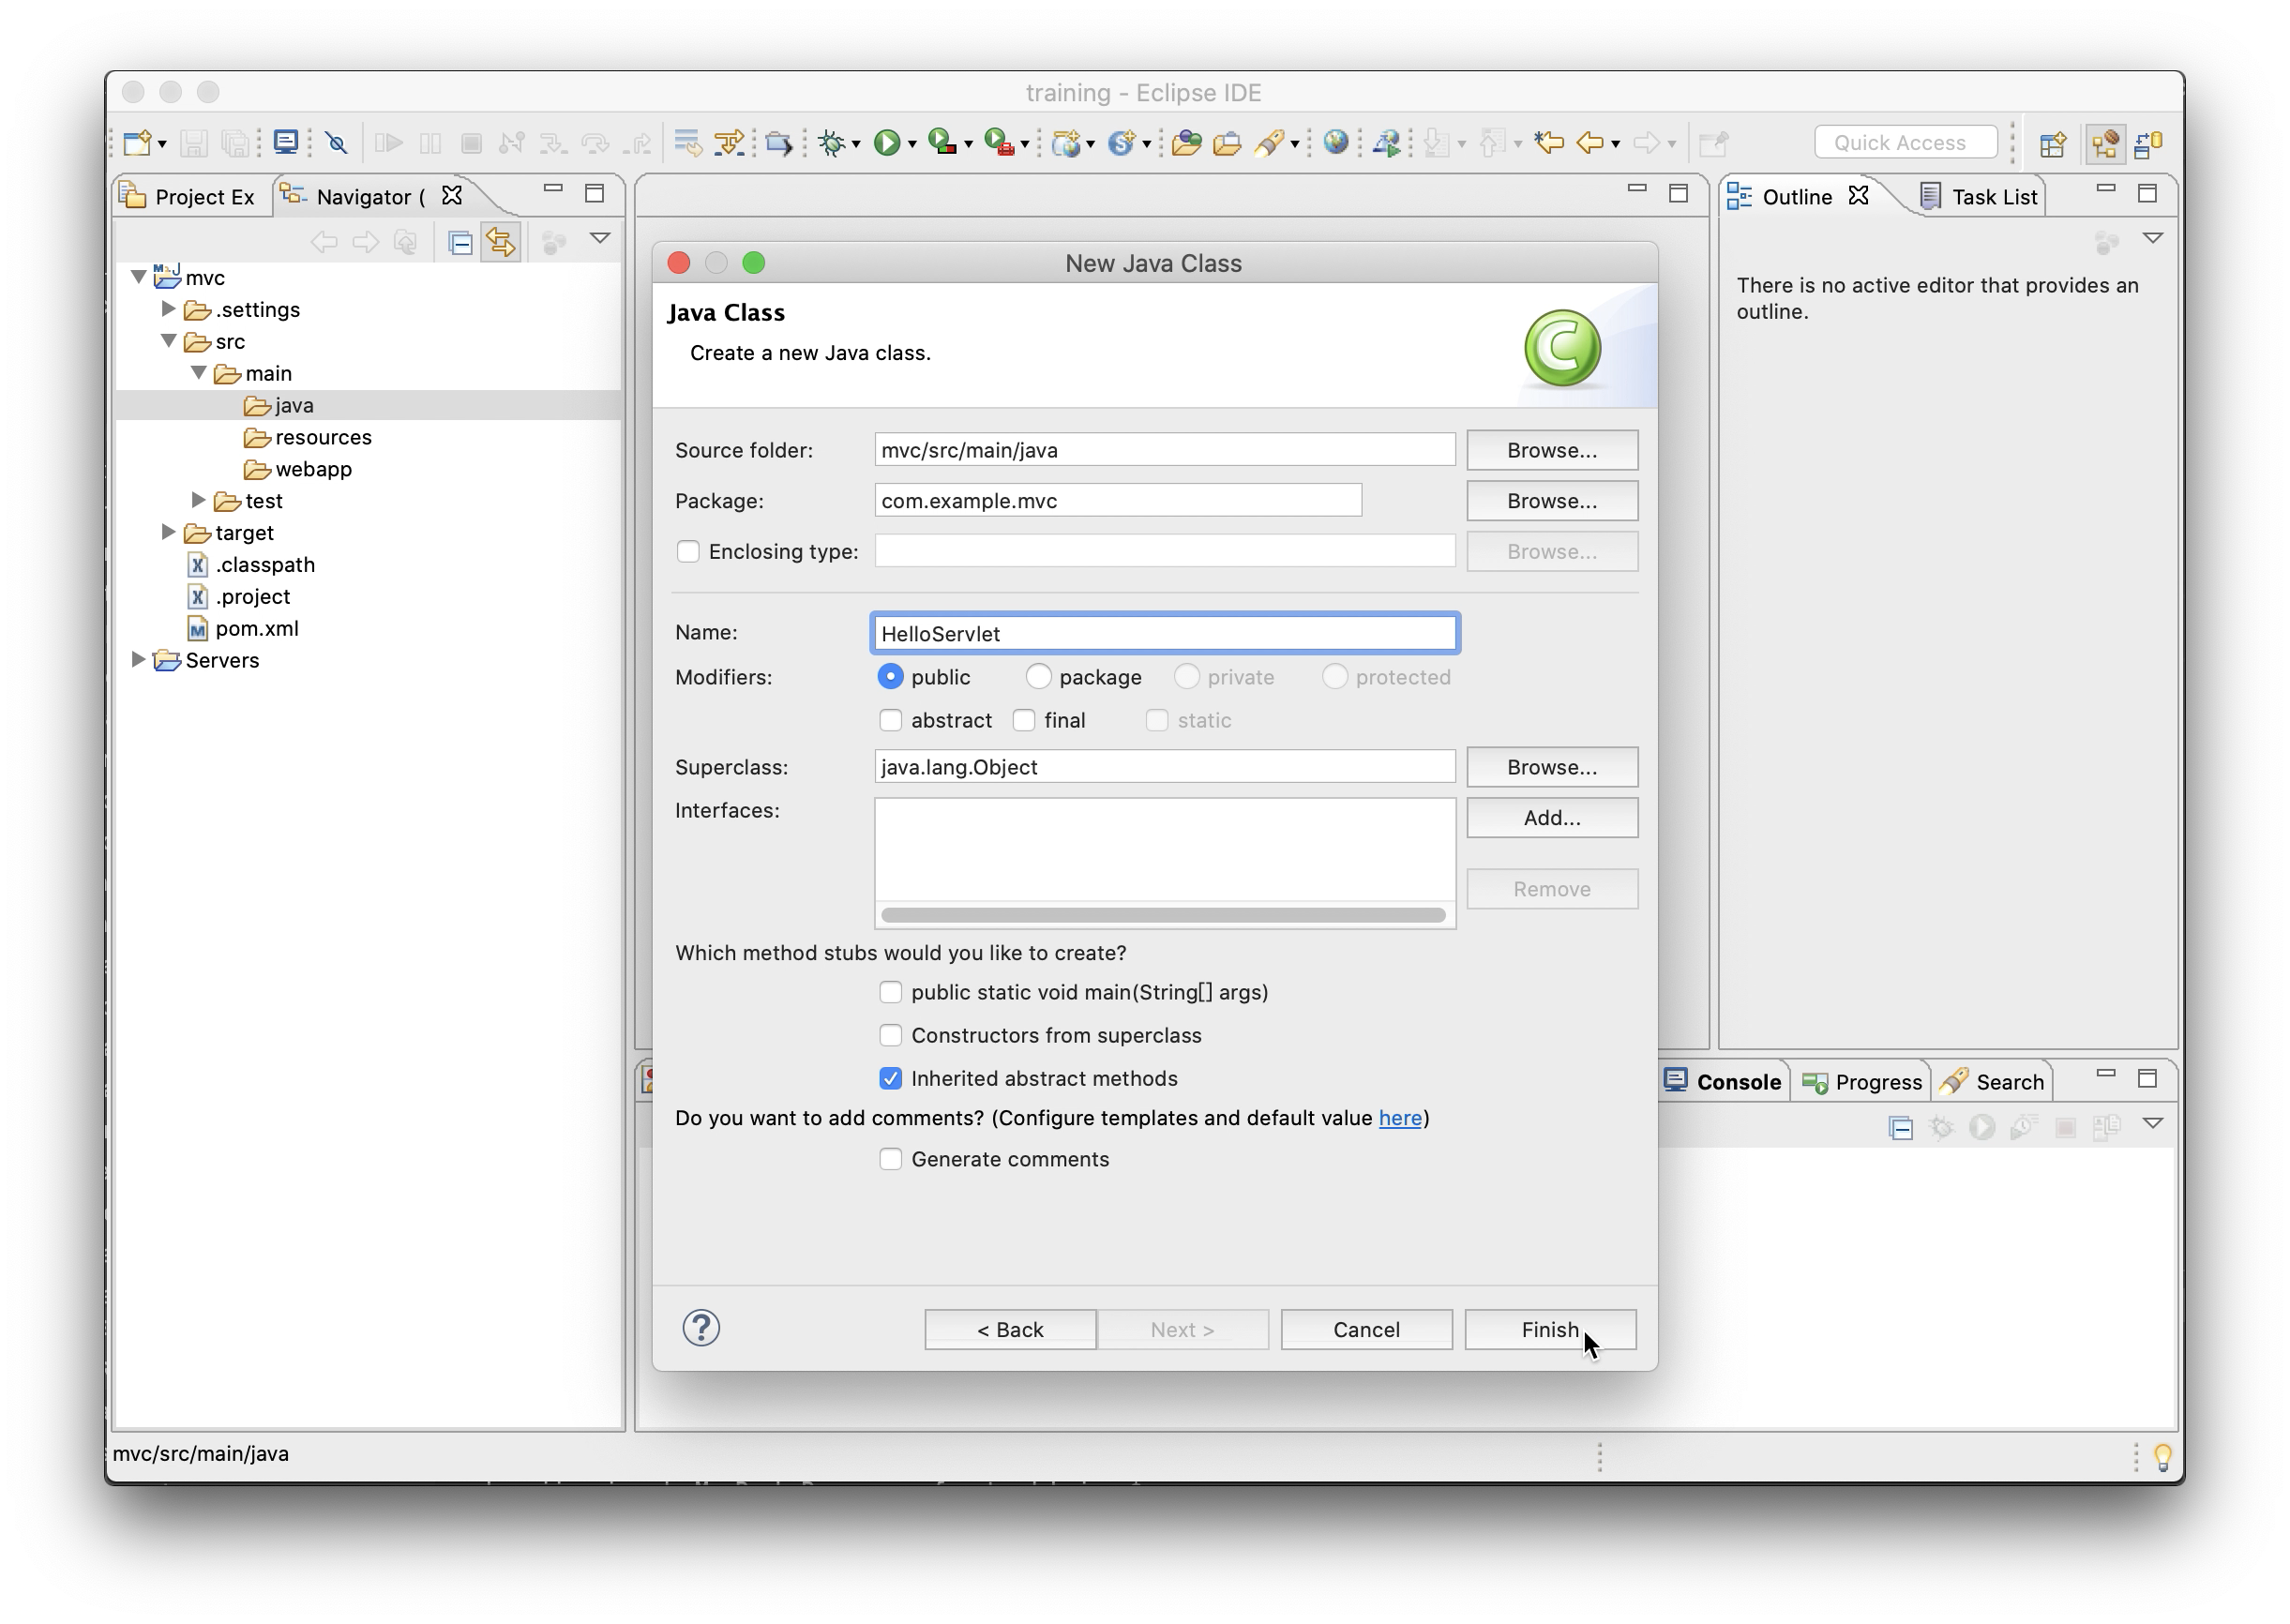 training - Eclipse IDE
Quick Access
Project Ex
Navigator (
Outline
Task List
mvc
.settings
src
main
java
resources
webapp
test
target
.classpath
.project
pom.xml
Servers
There is no active editor that provides an
outline.
New Java Class
Java Class
Create a new Java class.
Source folder: mvc/src/main/java Browse...
Package: com.example.mvc Browse...
Enclosing type: Browse...
Name: HelloServlet
Modifiers: public package private protected
abstract final static
Superclass: java.lang.Object Browse...
Interfaces: Add...
Remove
Which method stubs would you like to create?
public static void main(String[] args)
Constructors from superclass
Inherited abstract methods
Do you want to add comments? (Configure templates and default value here)
Generate comments
? < Back Next > Cancel Finish
Console Progress Search
mvc/src/main/java